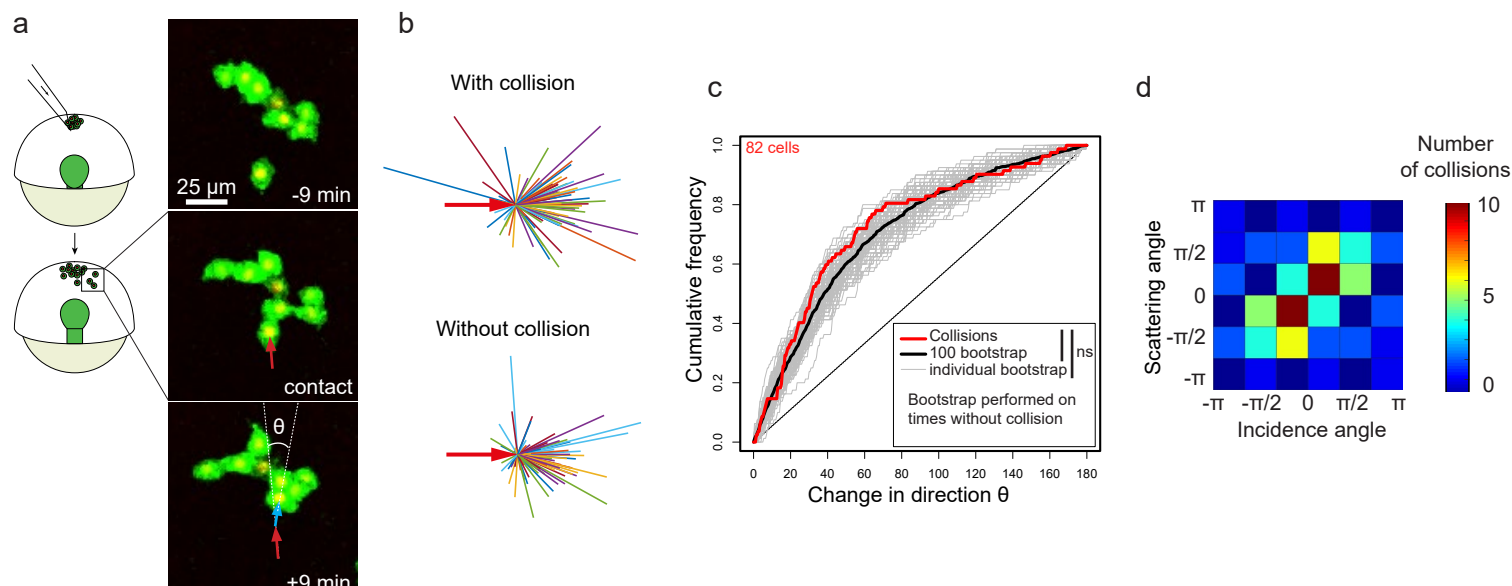 a
25 µm
-9 min
contact
θ
+9 min
b
With collision
Without collision
c
82 cells
Cumulative frequency
1.0
0.8
0.6
0.4
0.2
0.0
Collisions
100 bootstrap
individual bootstrap
ns
Bootstrap performed on
times without collision
0 20 40 60 80 100 120 140 160 180
Change in direction θ
d
Number
of collisions
10
5
0
Scattering angle
π
π/2
0
-π/2
-π
-π -π/2 0 π/2 π
Incidence angle